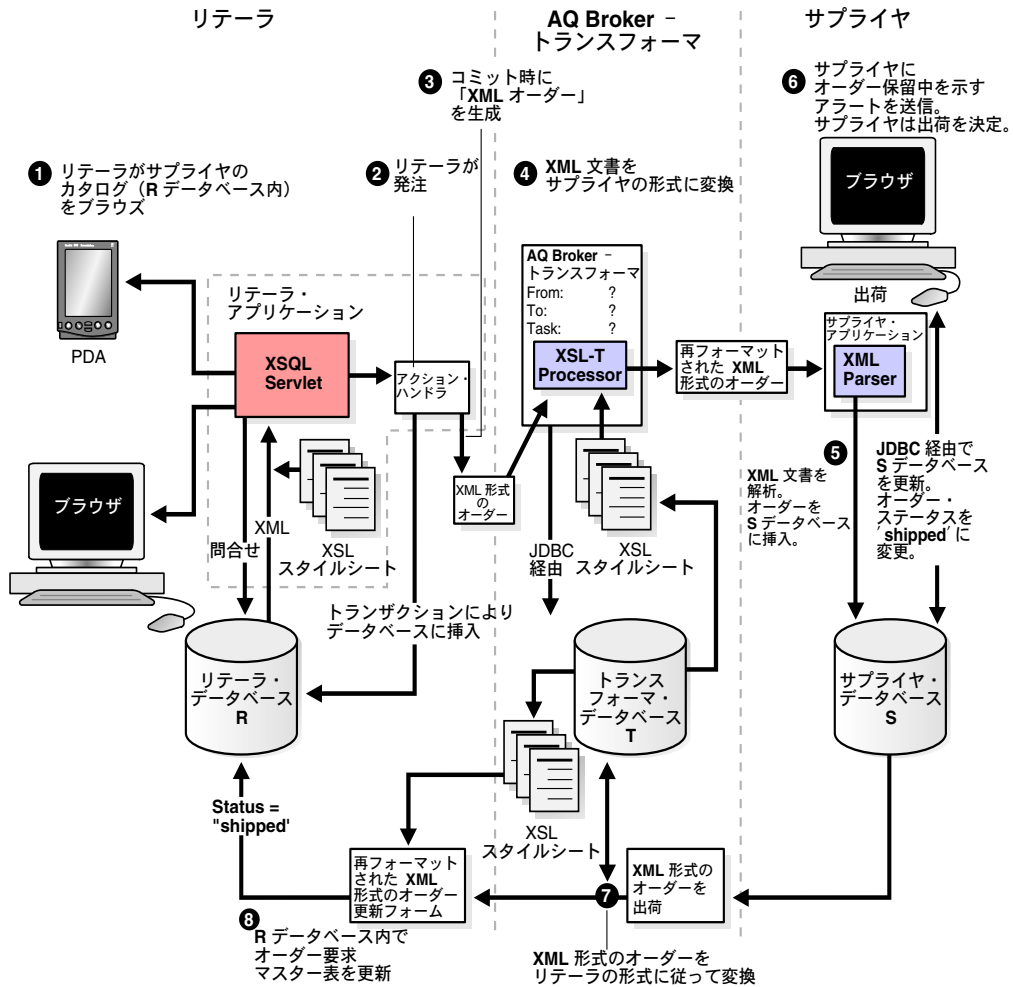 リテーラ
AQ Broker －
トランスフォーマ
サプライヤ
3 コミット時に
「XML オーダー」
を生成
6 サプライヤに
オーダー保留中を示す
アラートを送信。
サプライヤは出荷を決定。
1 リテーラがサプライヤの
カタログ（R データベース内）
をブラウズ
2 リテーラが
発注
4 XML 文書を
サプライヤの形式に変換
ブラウザ
出荷
PDA
リテーラ・
アプリケーション
XSQL
Servlet
アクション・
ハンドラ
AQ Broker －
トランスフォーマ
From: ?
To: ?
Task: ?
XSL-T
Processor
再フォーマット
された XML
形式のオーダー
サプライヤ・
アプリケーション
XML
Parser
ブラウザ
問合せ
XML
XSL
スタイルシート
XML 形式
の
オーダー
JDBC
経由
XSL
スタイルシート
5
XML 文書を
解析。
オーダーを
S データベース
に挿入。
JDBC 経由で
S データベース
を更新。
オーダー・
ステータスを
'shipped' に
変更。
トランザクションにより
データベースに挿入
リテーラ・
データベース
R
トランス
フォーマ・
データベース
T
サプライヤ・
データベース
S
Status =
"shipped'
XSL
スタイルシート
再フォーマット
された XML
形式のオーダー
更新フォーム
7
XML 形式の
オーダーを
出荷
8
R データベース内で
オーダー要求
マスター表を更新
XML 形式のオーダーを
リテーラの形式に従って変換